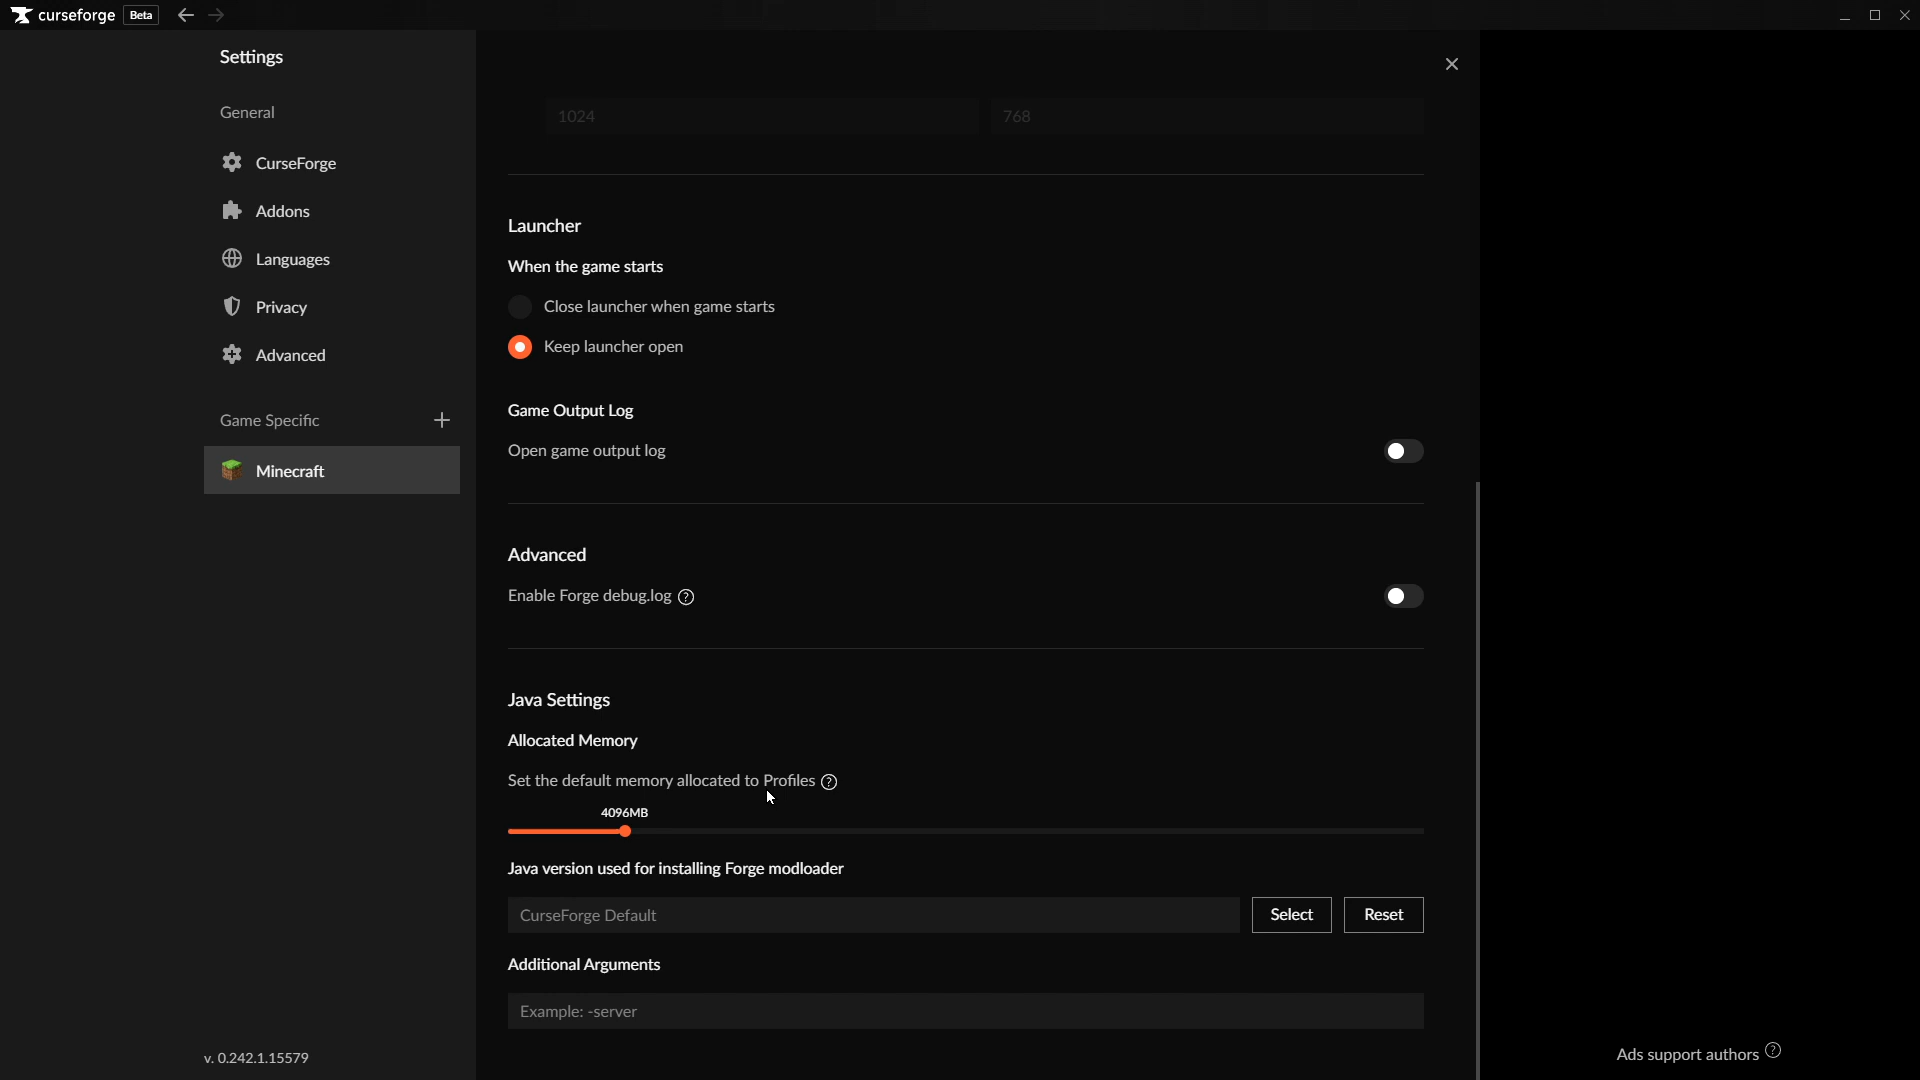 curseforge Beta
Settings
General
CurseForge
Addons
Languages
Privacy
Advanced
Game Specific
Minecraft
v. 0.242.1.15579
1024 768
Launcher
When the game starts
Close launcher when game starts
Keep launcher open
Game Output Log
Open game output log
Advanced
Enable Forge debug.log ?
Java Settings
Allocated Memory
Set the default memory allocated to Profiles ?
4096MB
Java version used for installing Forge modloader
CurseForge Default Select Reset
Additional Arguments
Example: -server
Ads support authors ?